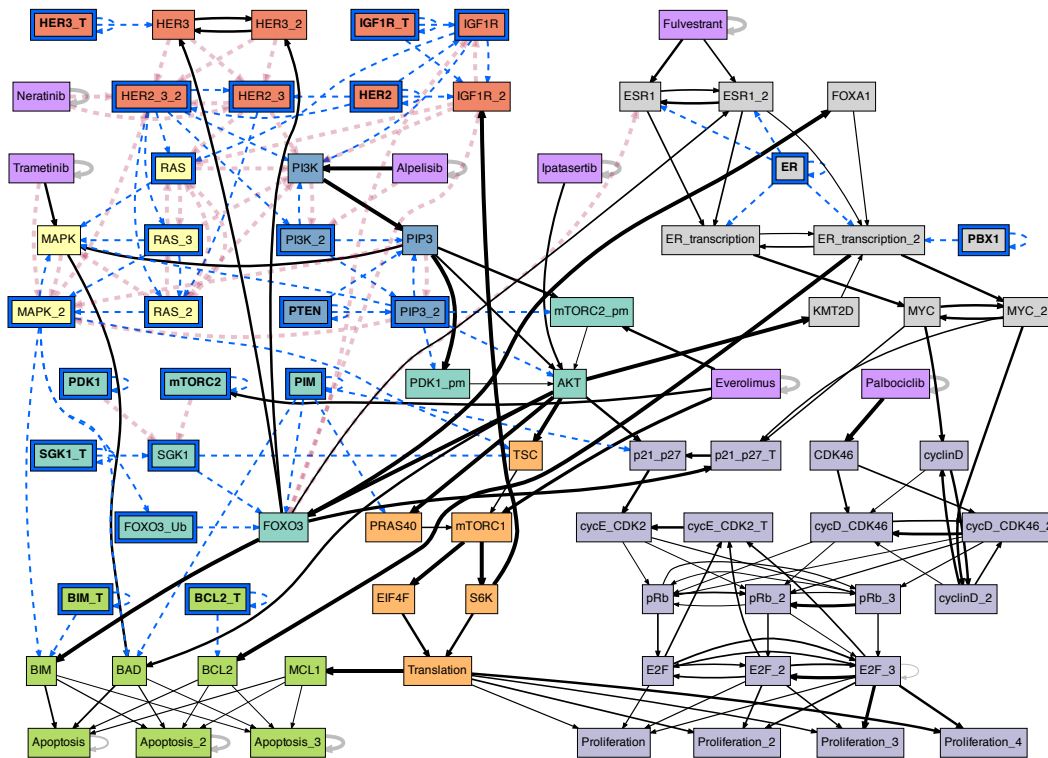 HER3_T
HER3
HER3_2
IGF1R_T
IGF1R
Fulvestrant
Neratinib
HER2_3_2
HER2_3
HER2
IGF1R_2
ESR1
ESR1_2
FOXA1
Trametinib
RAS
PI3K
Alpelisib
Ipatasertib
ER
MAPK
RAS_3
PI3K_2
PIP3
ER_transcription
ER_transcription_2
PBX1
MAPK_2
RAS_2
PTEN
PIP3_2
mTORC2_pm
KMT2D
MYC
MYC_2
PDK1
mTORC2
PIM
PDK1_pm
AKT
Everolimus
Palbociclib
SGK1_T
SGK1
TSC
p21_p27
p21_p27_T
CDK46
cyclinD
FOXO3_Ub
FOXO3
PRAS40
mTORC1
cycE_CDK2
cycE_CDK2_T
cycD_CDK46
cycD_CDK46_2
BIM_T
BCL2_T
EIF4F
S6K
pRb
pRb_2
pRb_3
cyclinD_2
BIM
BAD
BCL2
MCL1
Translation
E2F
E2F_2
E2F_3
Apoptosis
Apoptosis_2
Apoptosis_3
Proliferation
Proliferation_2
Proliferation_3
Proliferation_4